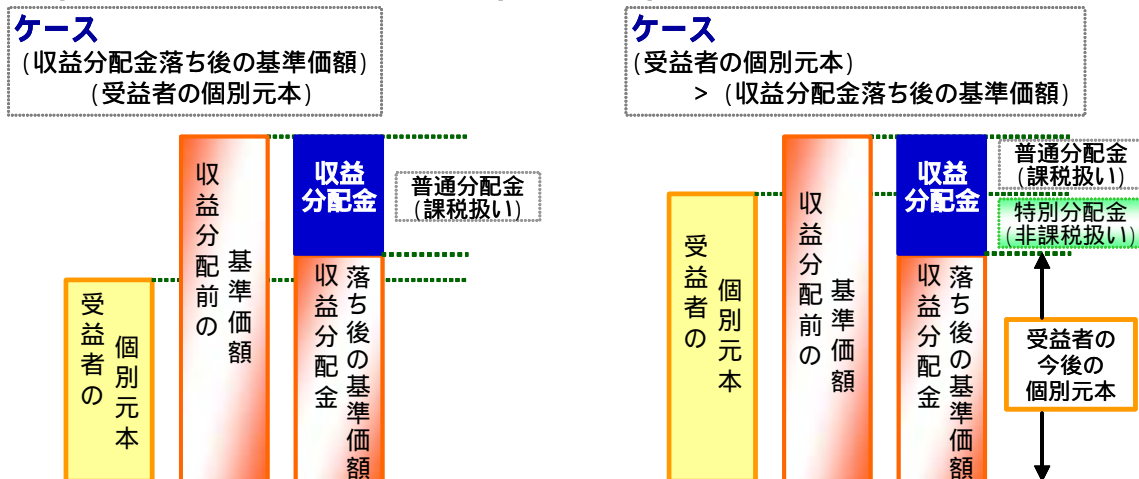 ケース
(収益分配金落ち後の基準価額)
(受益者の個別元本)
受益者の
個別元本
収益分配前の
基準価額
収益
分配金
収益分配金
落ち後の基準価額
普通分配金
(課税扱い)
ケース
(受益者の個別元本)
> (収益分配金落ち後の基準価額)
受益者の
個別元本
収益分配前の
基準価額
収益
分配金
収益分配金
落ち後の基準価額
普通分配金
(課税扱い)
特別分配金
(非課税扱い)
受益者の
今後の
個別元本